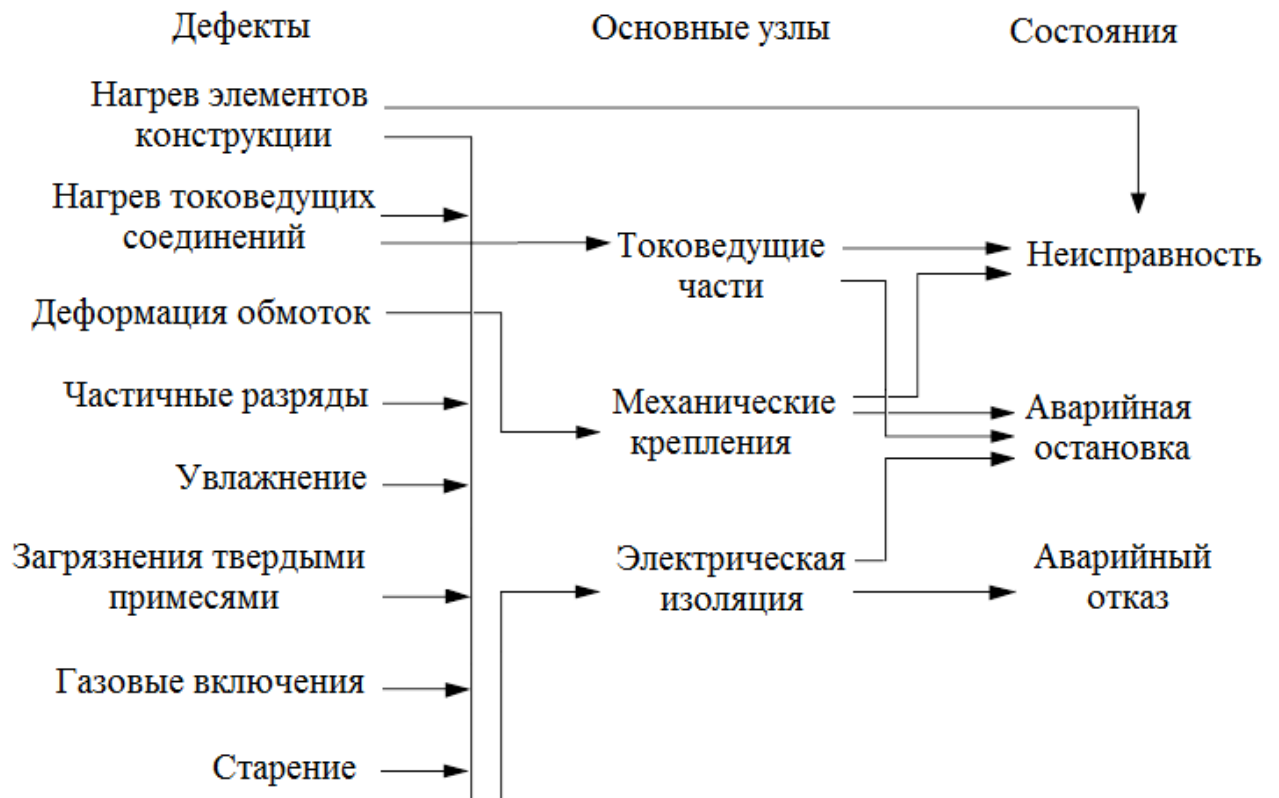 Дефекты
Основные узлы
Состояния
Нагрев элементов
конструкции
Нагрев токоведущих
соединений
Деформация обмоток
Частичные разряды
Увлажнение
Загрязнения твердыми
примесями
Газовые включения
Старение
Токоведущие
части
Механические
крепления
Электрическая
изоляция
Неисправность
Аварийная
остановка
Аварийный
отказ